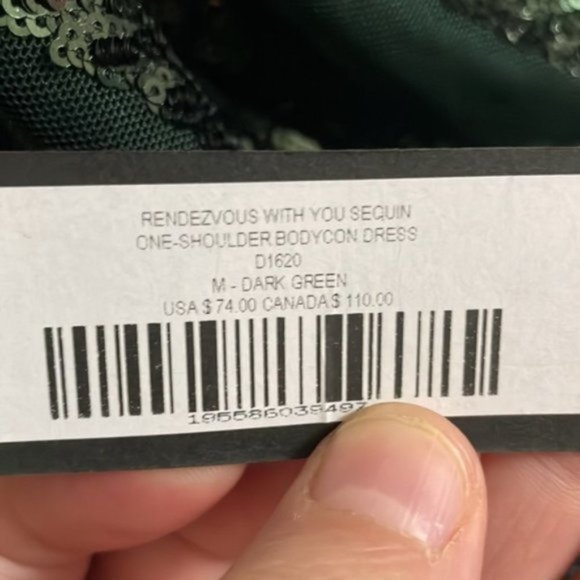 RENDEZVOUS WITH YOU SEQUIN
ONE-SHOULDER BODYCON DRESS
D1620
M - DARK GREEN
USA $ 74.00 CANADA $ 110.00
195586039497